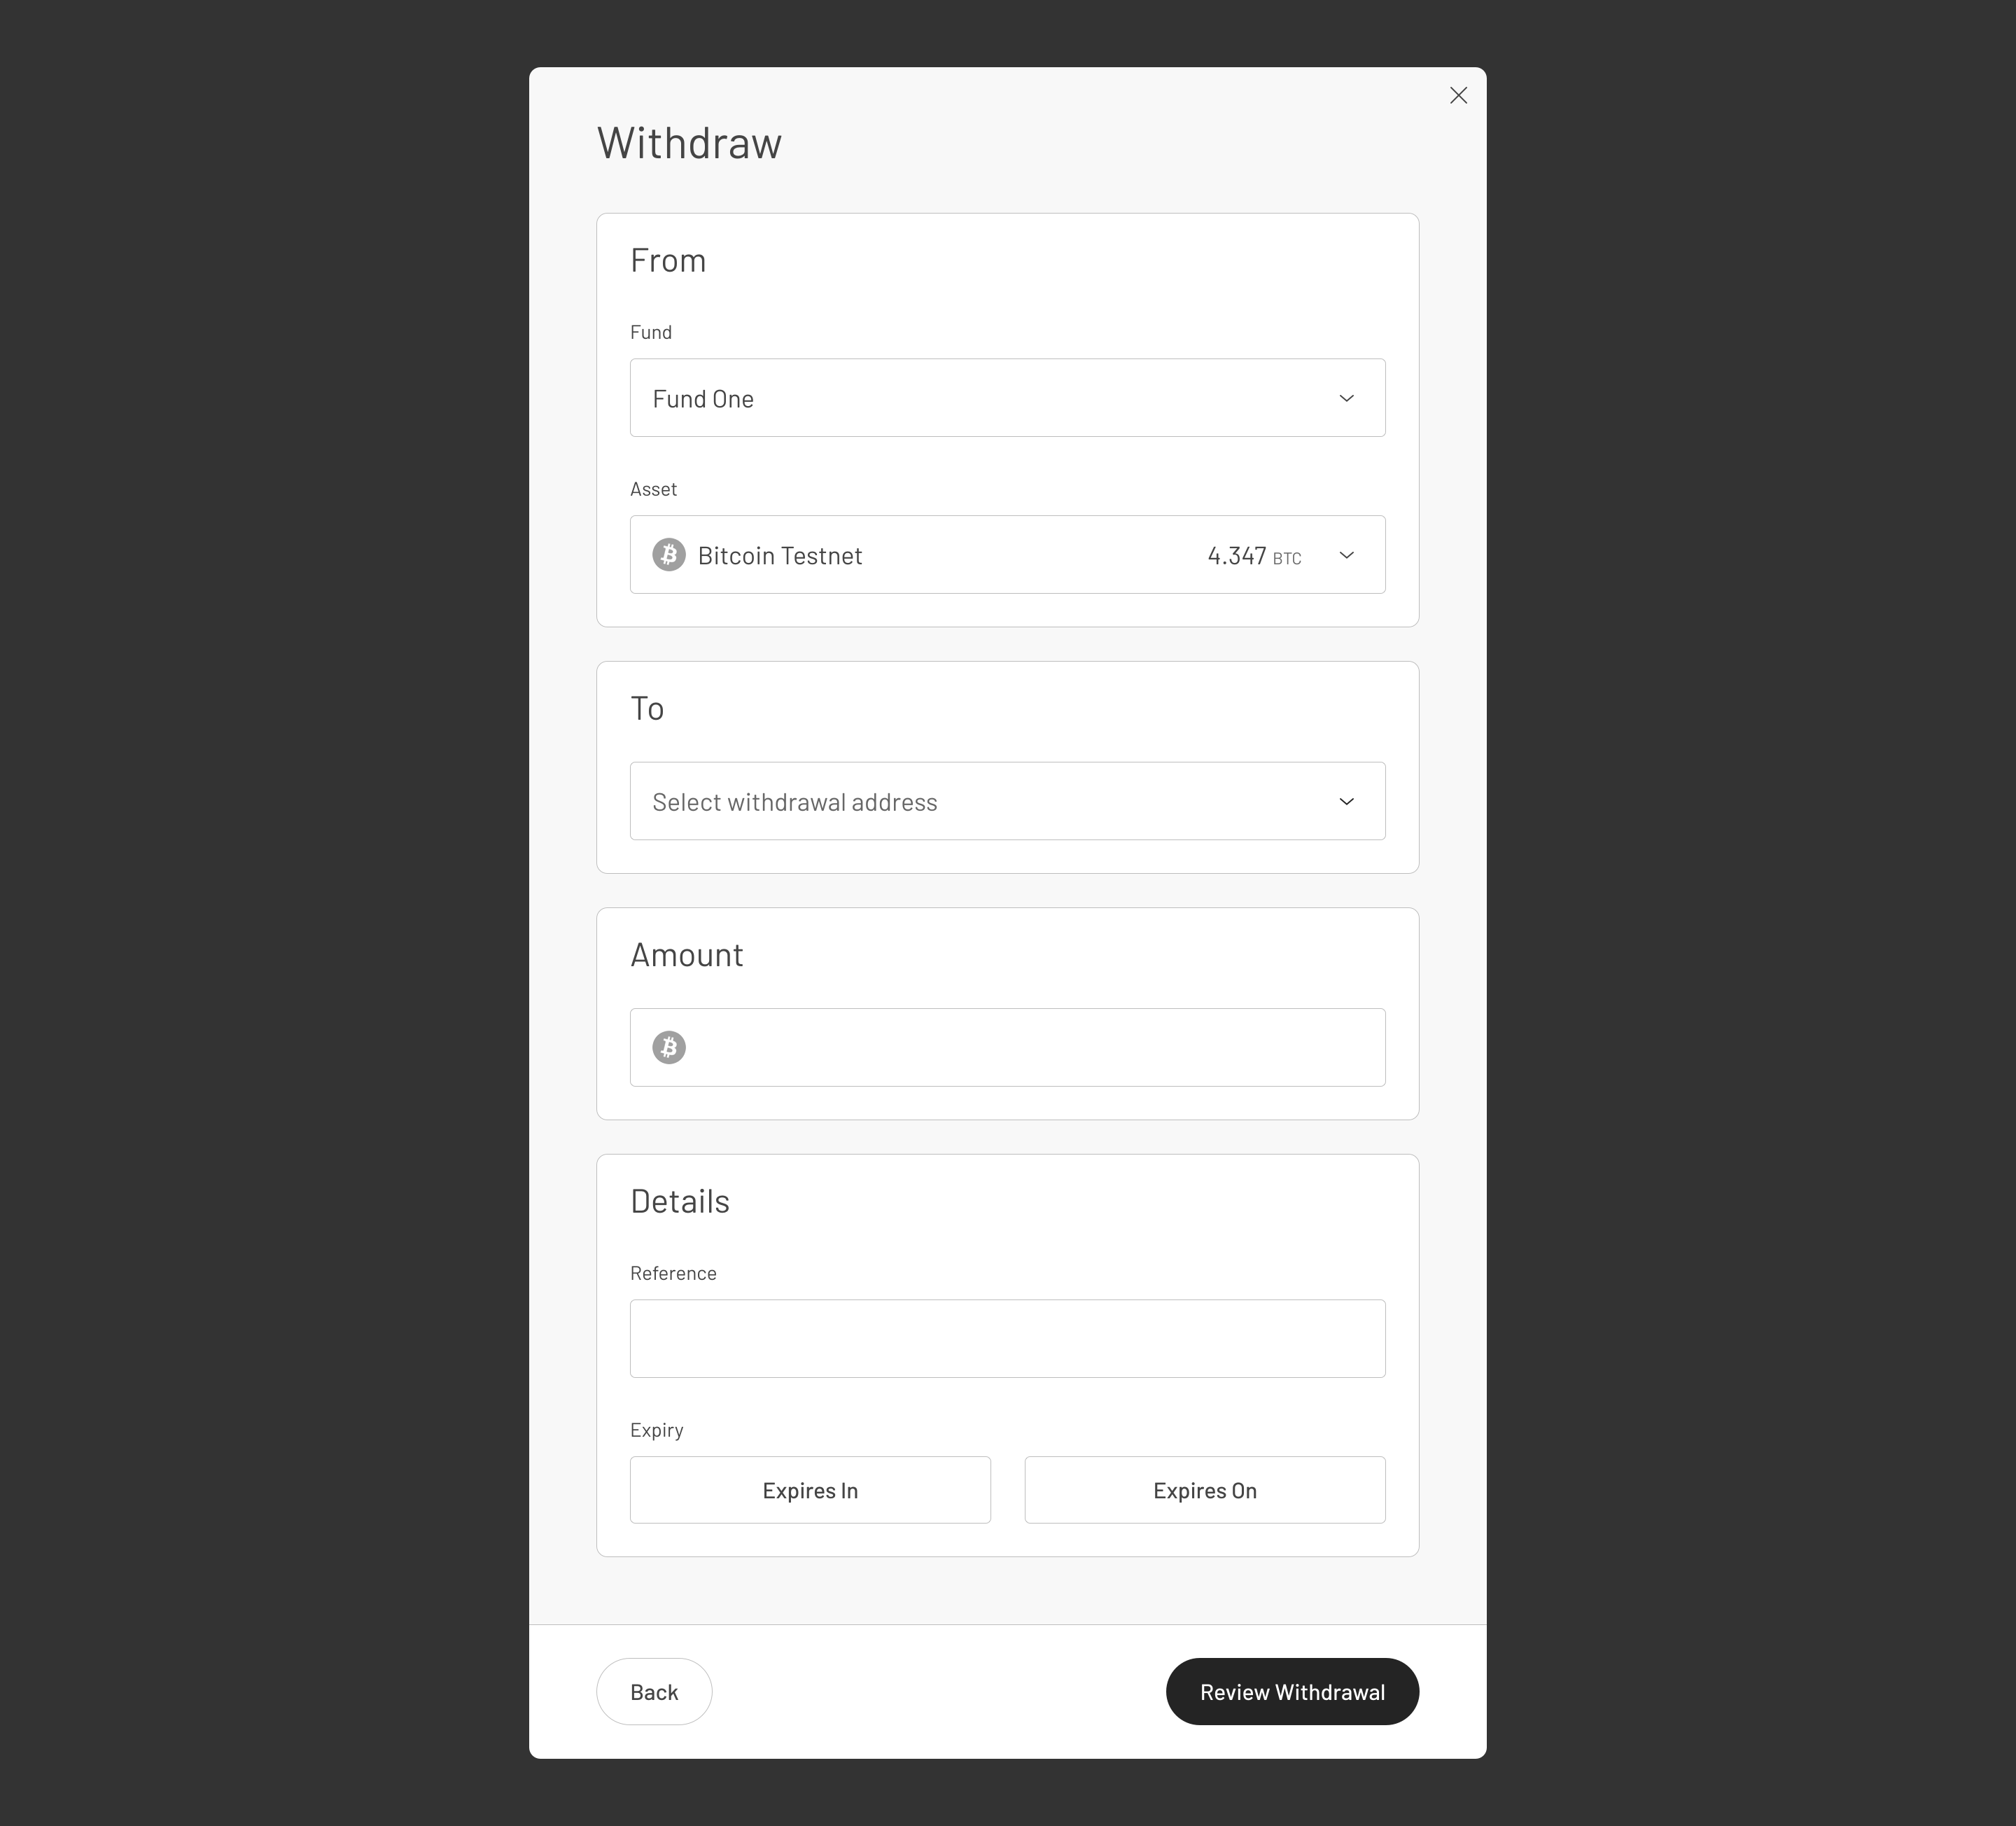 Withdraw
From
Fund
Fund One
Asset
Bitcoin Testnet 4.347 BTC
To
Select withdrawal address
Amount
Details
Reference
Expiry
Expires In Expires On
Back Review Withdrawal